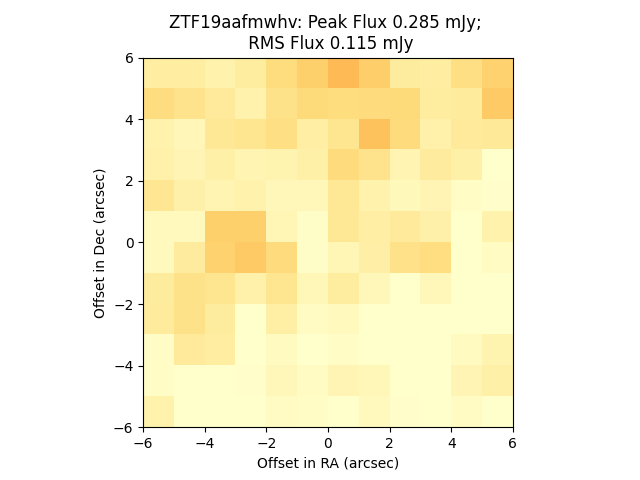 ZTF19aafmwhv: Peak Flux 0.285 mJy;
RMS Flux 0.115 mJy
6
4
2
0
−2
−4
−6
Offset in Dec (arcsec)
−6 −4 −2 0 2 4 6
Offset in RA (arcsec)